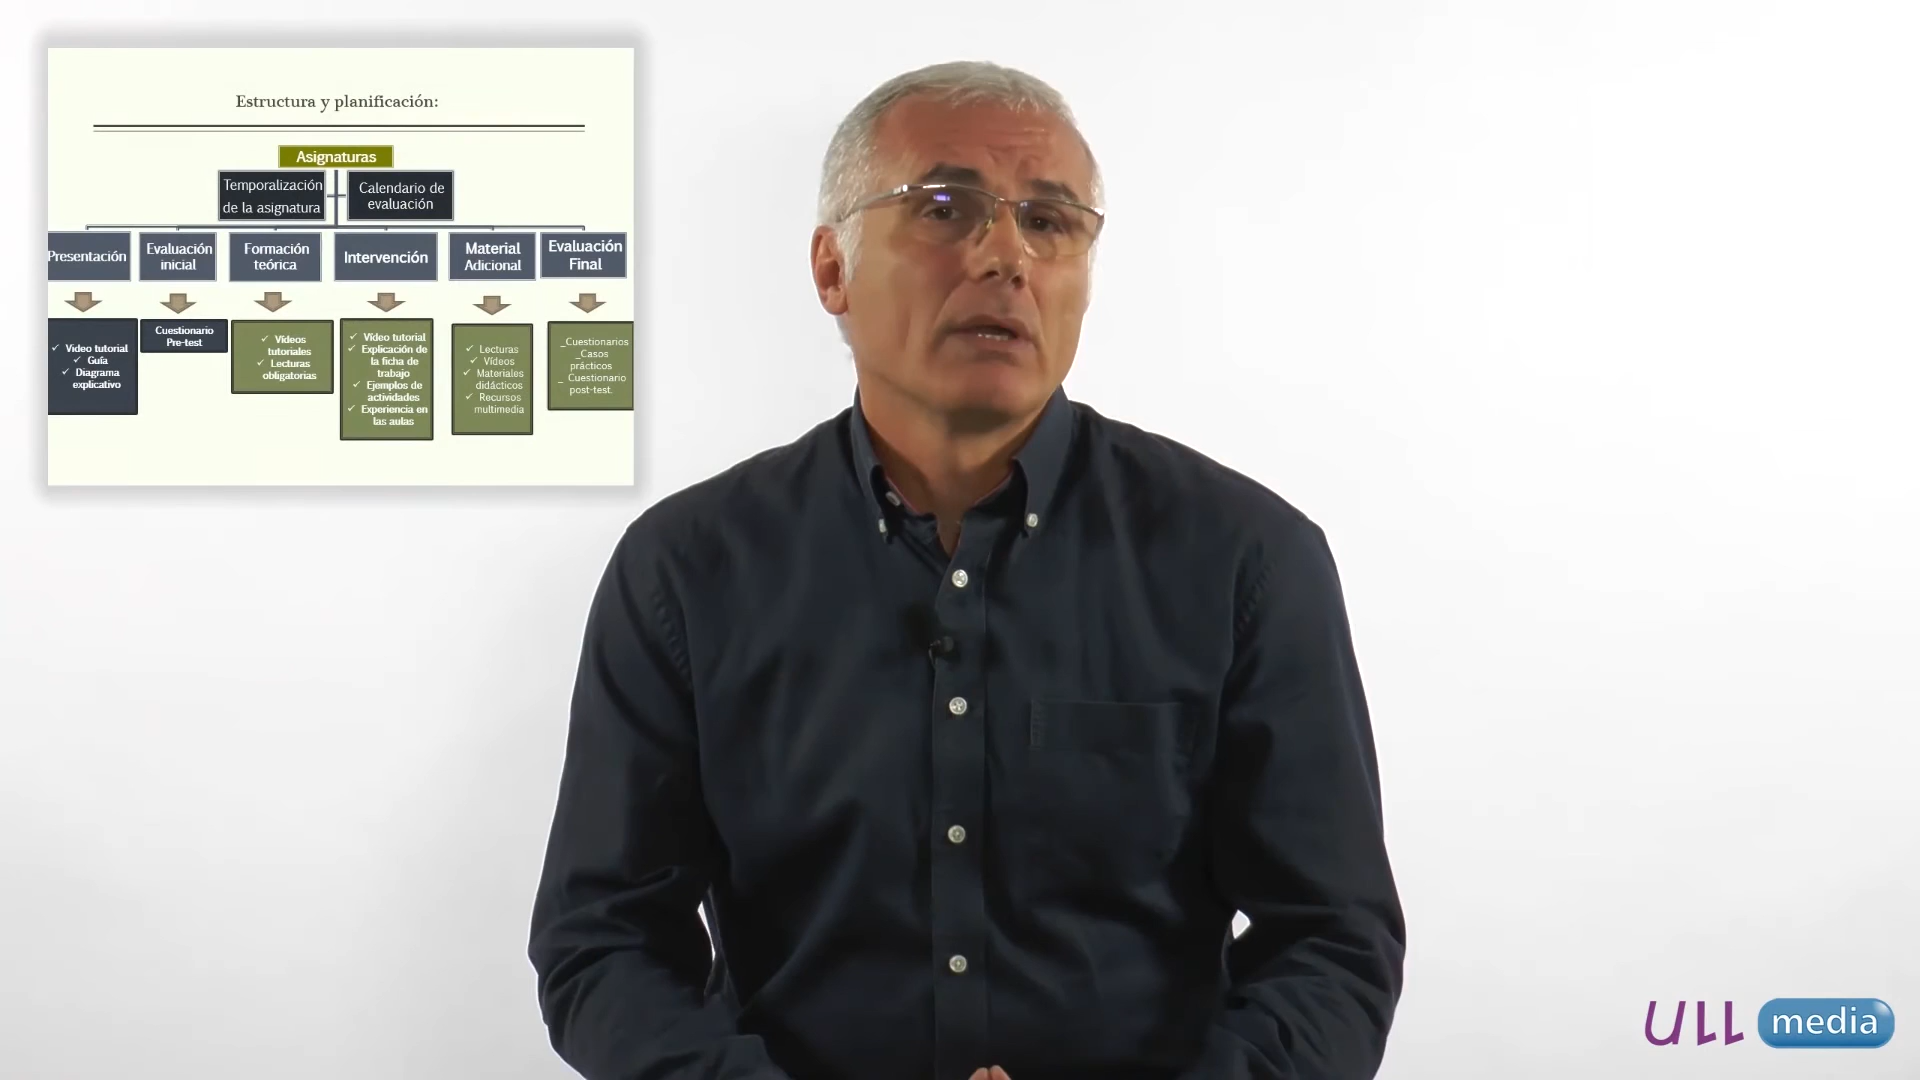 Estructura y planificación:
Asignaturas
Temporalización
de la asignatura
Calendario de
evaluación
Presentación
Evaluación
inicial
Formación
teórica
Intervención
Material
Adicional
Evaluación
Final
✓ Video tutorial
✓ Guía
✓ Diagrama
explicativo
Cuestionario
Pre-test
✓ Vídeos
tutoriales
✓ Lecturas
obligatorias
✓ Vídeo tutorial
✓ Explicación de
la ficha de
trabajo
✓ Ejemplos de
actividades
✓ Experiencia en
las aulas
✓ Lecturas
✓ Vídeos
✓ Materiales
didácticos
✓ Recursos
multimedia
_Cuestionarios
_Casos
prácticos
_ Cuestionario
post-test.
ULL media